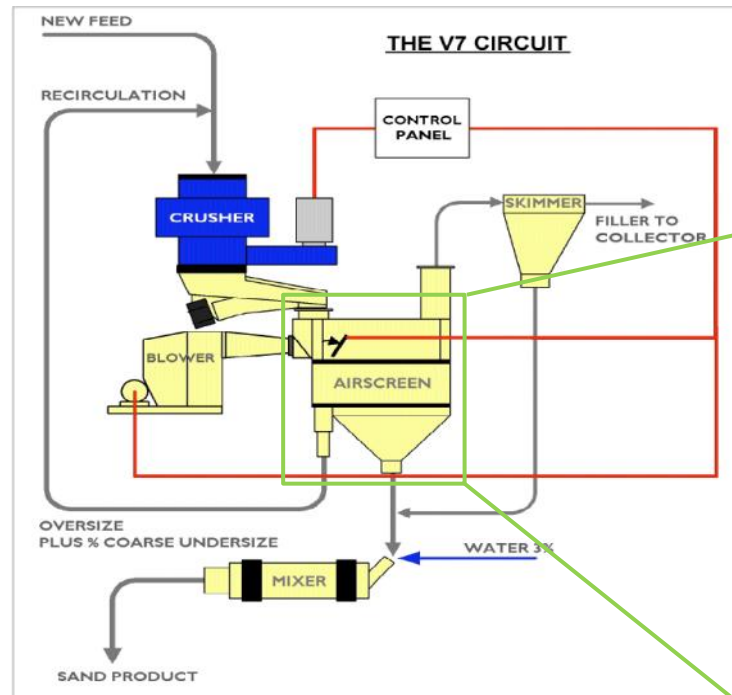 NEW FEED
THE V7 CIRCUIT
RECIRCULATION
CONTROL
PANEL
CRUSHER
SKIMMER
FILLER TO
COLLECTOR
BLOWER
AIRSCREEN
OVERSIZE
PLUS % COARSE UNDERSIZE
WATER 3%
MIXER
SAND PRODUCT